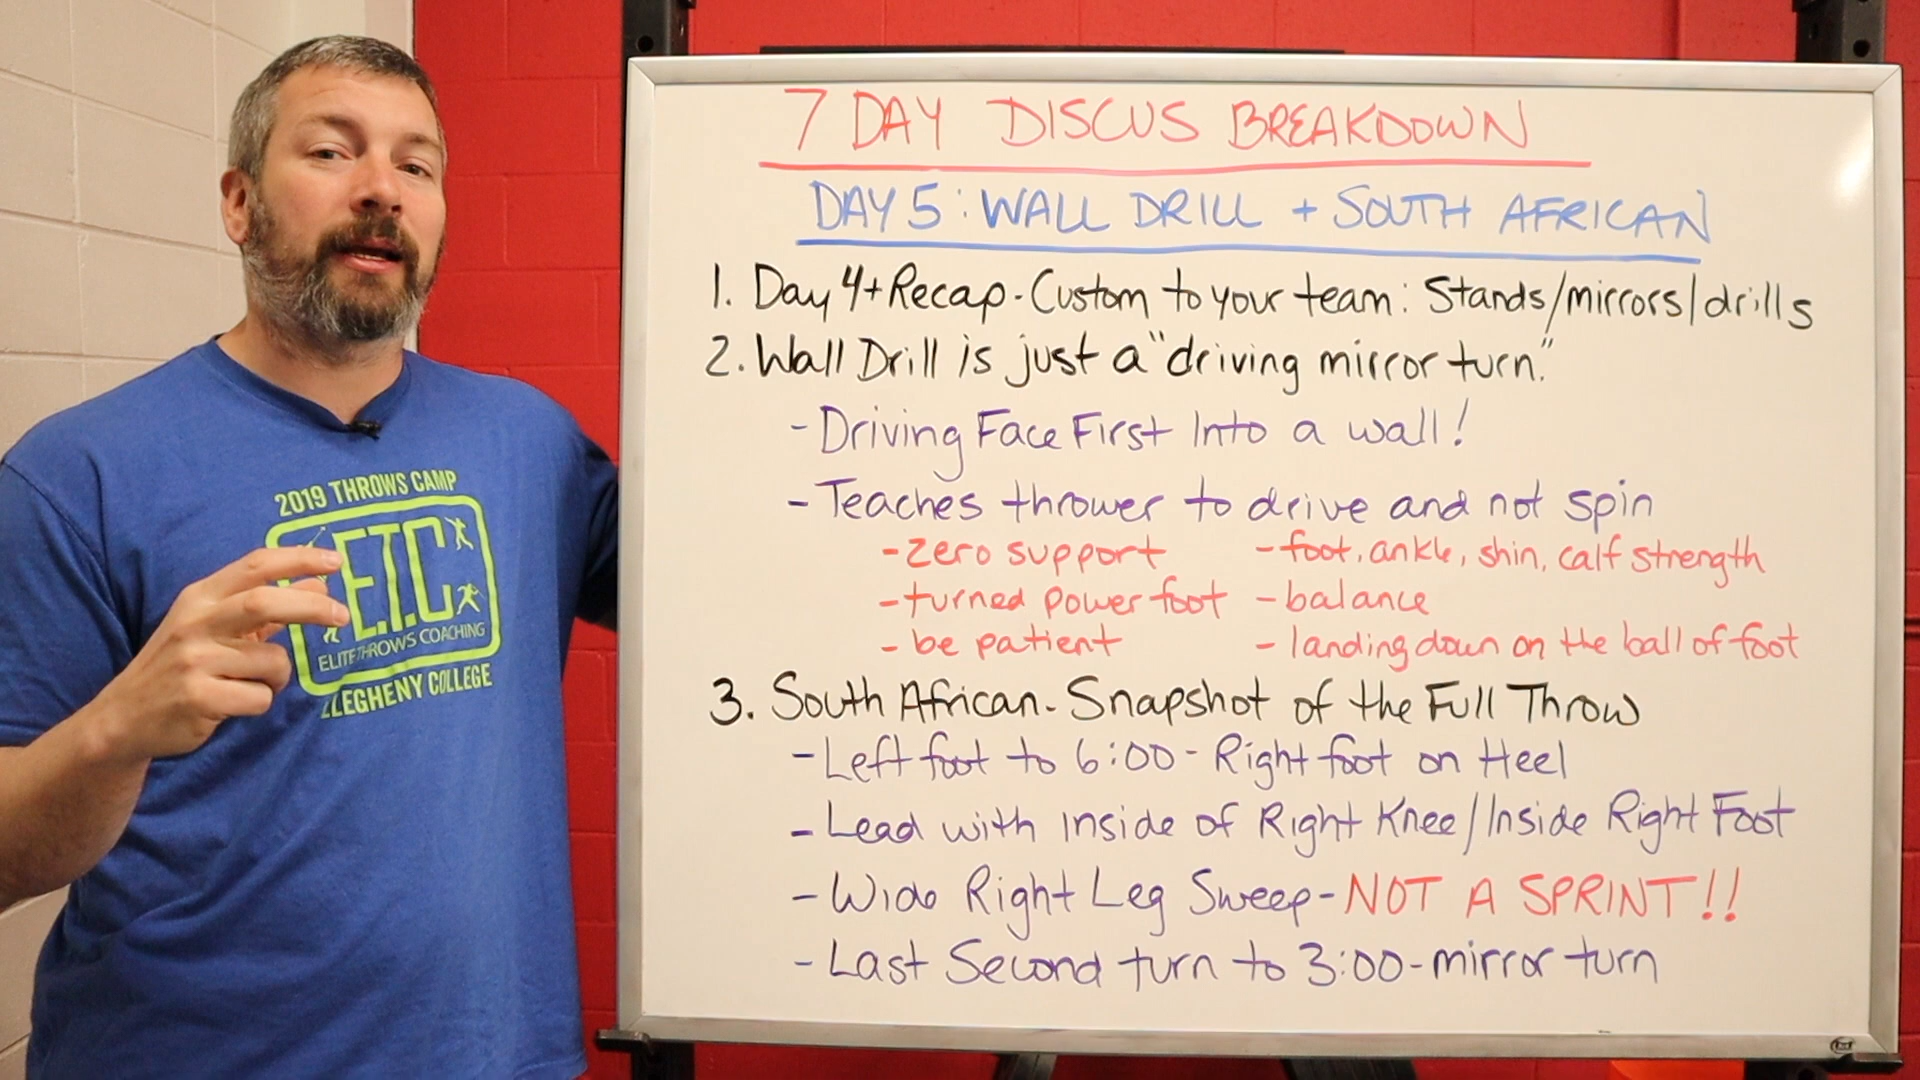 7 DAY DISCUS BREAKDOWN
DAY 5: WALL DRILL + SOUTH AFRICAN
1. Day 4+Recap - Custom to your team: Stands/mirrors/drills
2. Wall Drill is just a "driving mirror turn."
- Driving Face First Into a wall!
- Teaches thrower to drive and not spin
- zero support - foot, ankle, shin, calf strength
- turned power foot - balance
- be patient - landing down on the ball of foot
3. South African - Snapshot of the Full Throw
- Left foot to 6:00 - Right foot on Heel
- Lead with inside of Right Knee/Inside Right Foot
- Wide Right Leg Sweep - NOT A SPRINT!!
- Last Second turn to 3:00 - mirror turn
2019 THROWS CAMP
E.T.C
ELITE THROWS COACHING
LLEGHENY COLLEGE